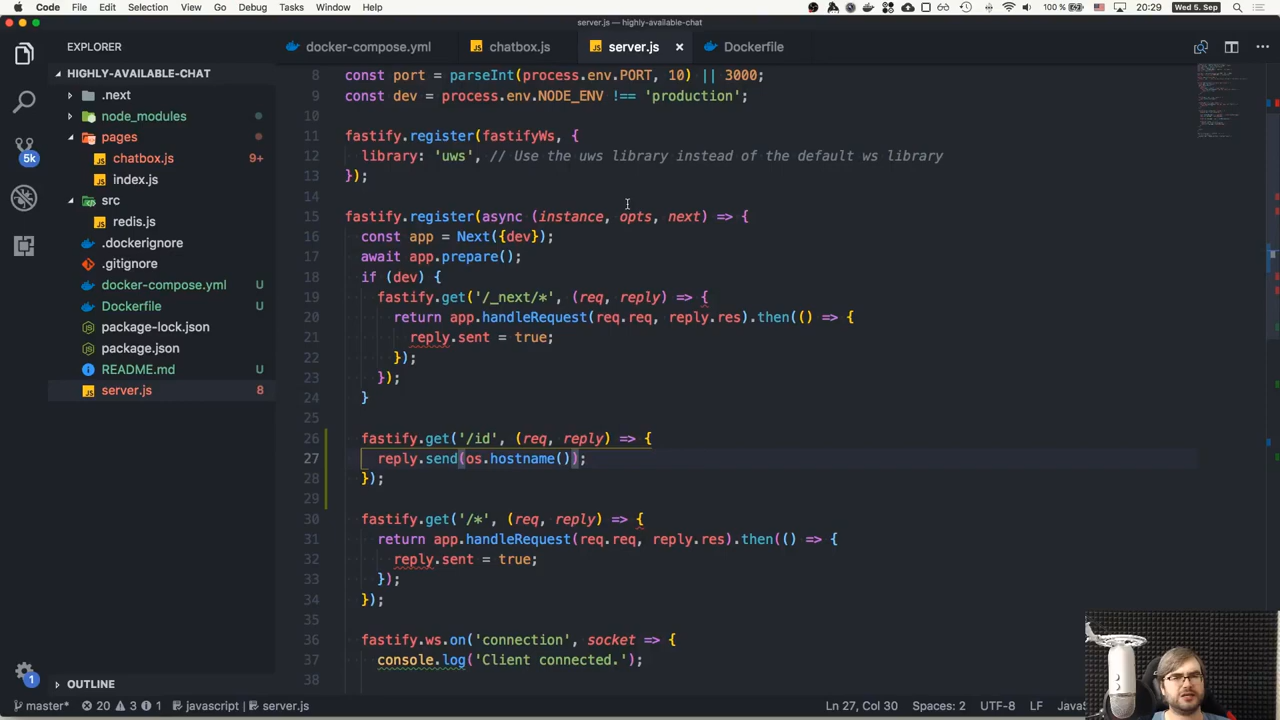 Code File Edit Selection View Go Debug Tasks Window Help 100 % 20:29 Wed 5. Sep
server.js — highly-available-chat
EXPLORER
HIGHLY-AVAILABLE-CHAT
.next
node_modules
pages
chatbox.js 9+
index.js
src
redis.js
.dockerignore
.gitignore
docker-compose.yml U
Dockerfile U
package-lock.json
package.json
README.md U
server.js 8
OUTLINE
5k
1
docker-compose.yml chatbox.js server.js × Dockerfile
8 const port = parseInt(process.env.PORT, 10) || 3000;
9 const dev = process.env.NODE_ENV !== 'production';
10
11 fastify.register(fastifyWs, {
12 library: 'uws', // Use the uws library instead of the default ws library
13 });
14
15 fastify.register(async (instance, opts, next) => {
16 const app = Next({dev});
17 await app.prepare();
18 if (dev) {
19 fastify.get('/_next/*', (req, reply) => {
20 return app.handleRequest(req.req, reply.res).then(() => {
21 reply.sent = true;
22 });
23 });
24 }
25
26 fastify.get('/id', (req, reply) => {
27 reply.send(os.hostname());
28 });
29
30 fastify.get('/*', (req, reply) => {
31 return app.handleRequest(req.req, reply.res).then(() => {
32 reply.sent = true;
33 });
34 });
35
36 fastify.ws.on('connection', socket => {
37 console.log('Client connected.');
38
master* 20 3 1 javascript | server.js Ln 27, Col 30 Spaces: 2 UTF-8 LF